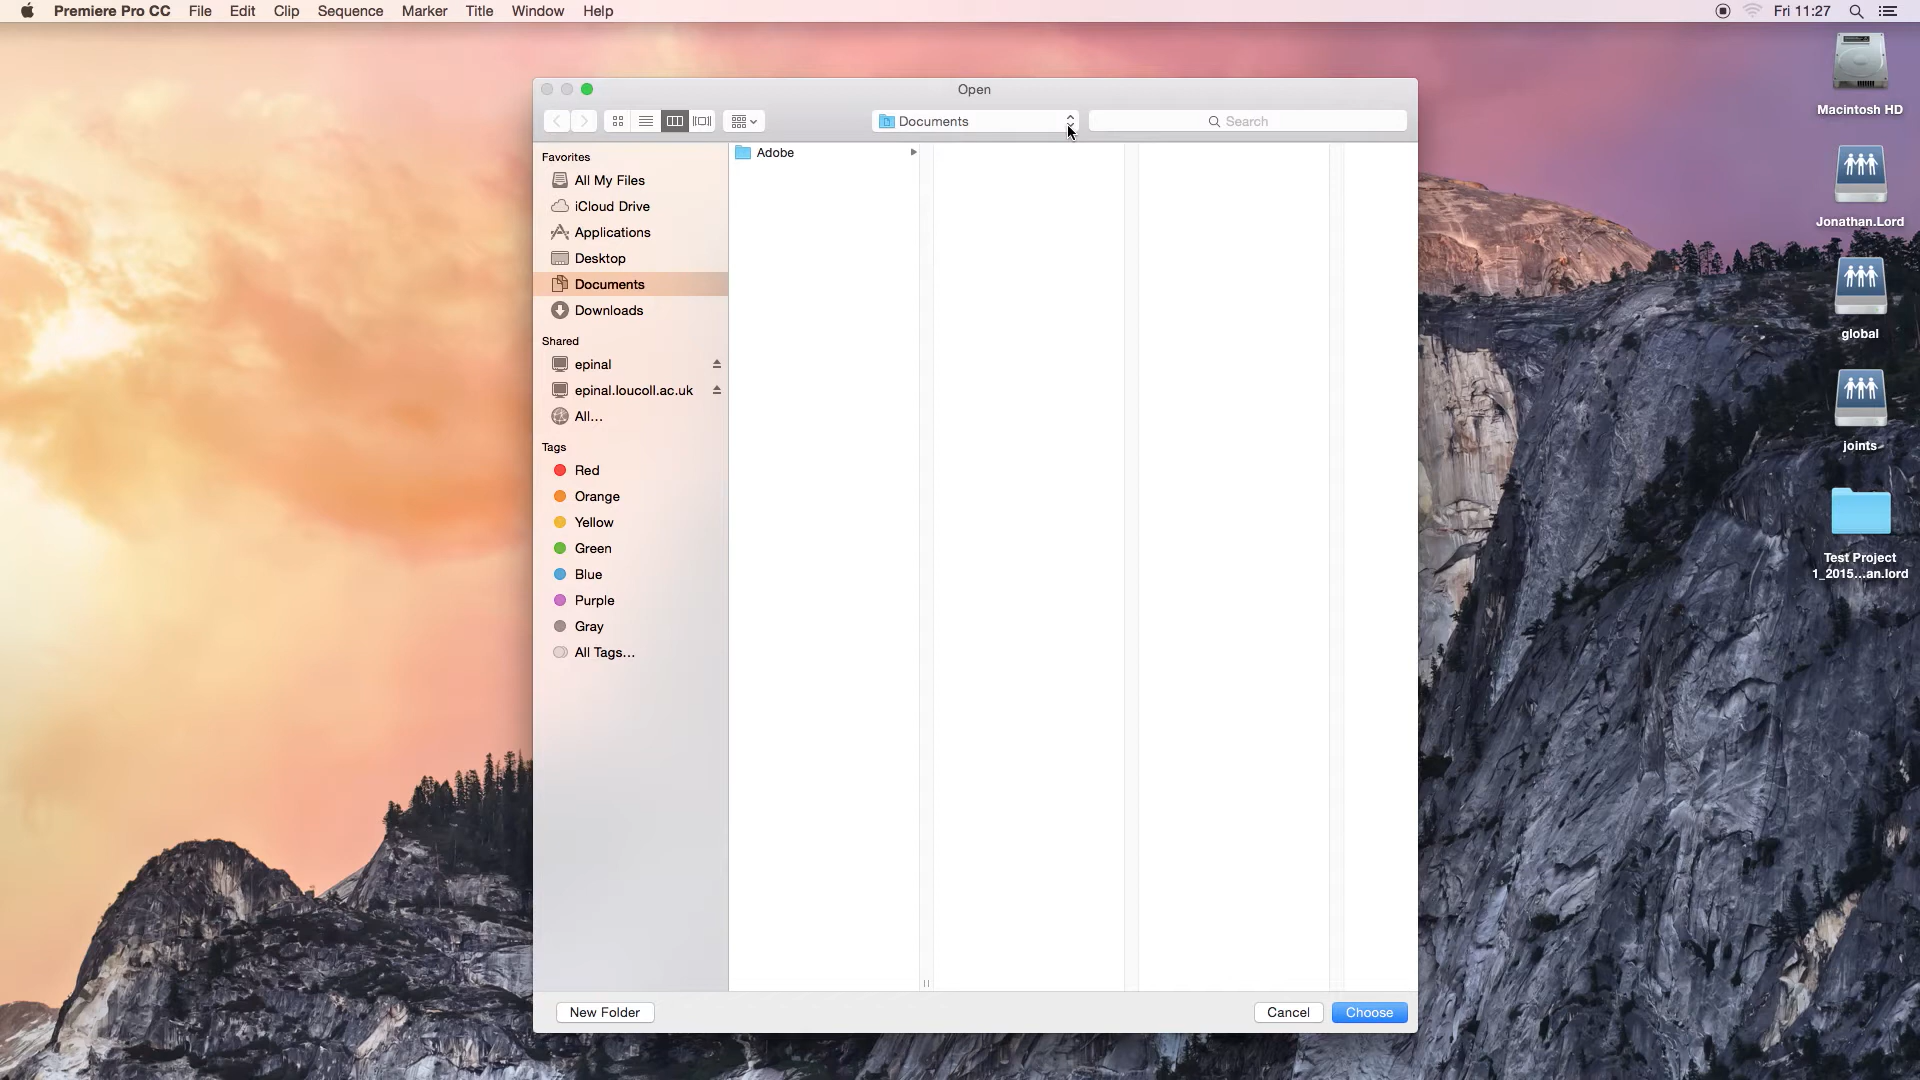 Premiere Pro CC File Edit Clip Sequence Marker Title Window Help Fri 11:27
Open
Documents
Search
Favorites
All My Files
iCloud Drive
Applications
Desktop
Documents
Downloads
Shared
epinal
epinal.loucoll.ac.uk
All...
Tags
Red
Orange
Yellow
Green
Blue
Purple
Gray
All Tags...
Adobe
New Folder
Cancel
Choose
Macintosh HD
Jonathan.Lord
global
joints
Test Project
1_2015...an.lord